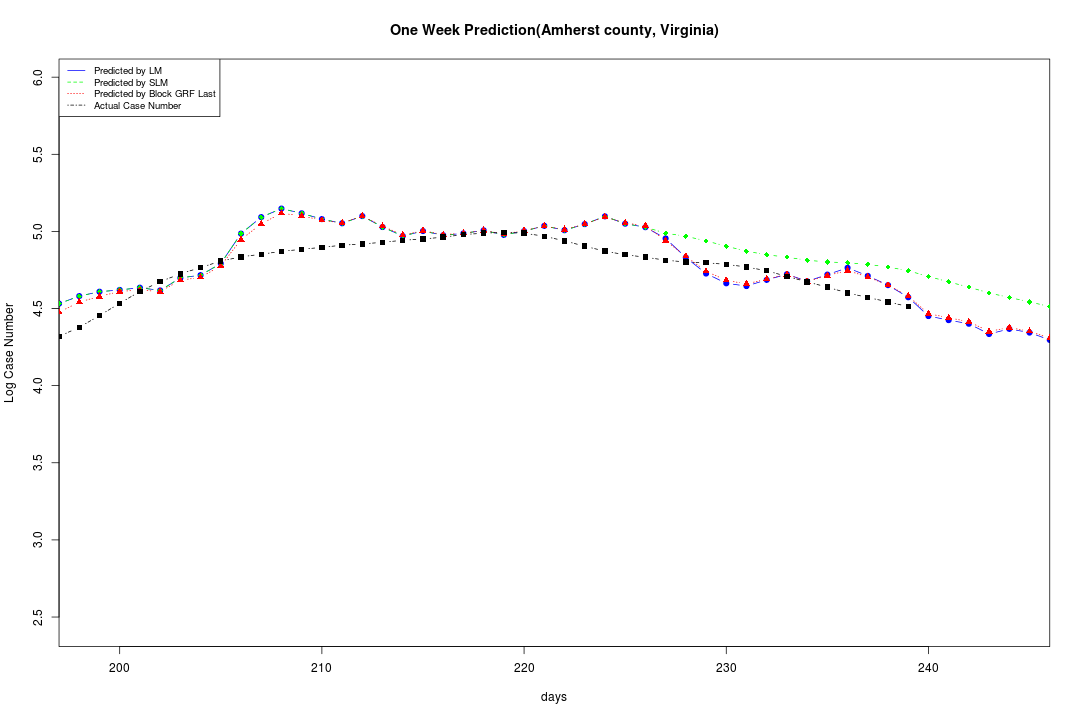 One Week Prediction(Amherst county, Virginia)
Predicted by LM
Predicted by SLM
Predicted by Block GRF Last
Actual Case Number
6.0
5.5
5.0
4.5
4.0
3.5
3.0
2.5
Log Case Number
200 210 220 230 240
days